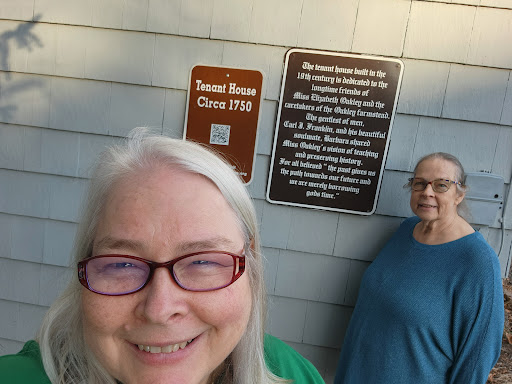 Tenant House
Circa 1750
The tenant house built in the
18th century is dedicated to the
longtime friends of
Miss Elizabeth Oakley and the
caretakers of the Oakley farmstead.
The gentlest of men,
Carl J. Franklin, and his beautiful
soulmate, Barbara shared
Miss Oakley's vision of teaching
and preserving history.
For all believed " the past gives us
the path towards our future and
we are merely borrowing
gods time."